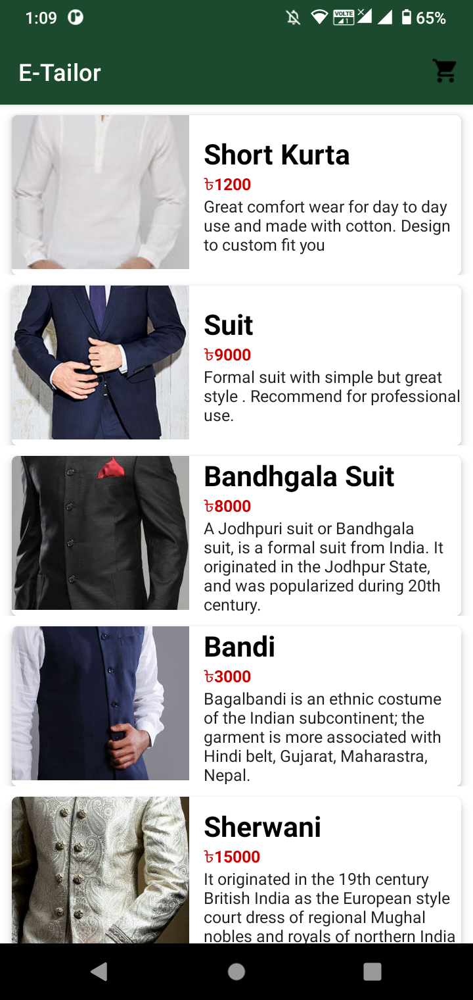 1:09
VOLTE
1
65%
E-Tailor
Short Kurta
৳1200
Great comfort wear for day to day
use and made with cotton. Design
to custom fit you
Suit
৳9000
Formal suit with simple but great
style . Recommend for professional
use.
Bandhgala Suit
৳8000
A Jodhpuri suit or Bandhgala
suit, is a formal suit from India. It
originated in the Jodhpur State,
and was popularized during 20th
century.
Bandi
৳3000
Bagalbandi is an ethnic costume
of the Indian subcontinent; the
garment is more associated with
Hindi belt, Gujarat, Maharastra,
Nepal.
Sherwani
৳15000
It originated in the 19th century
British India as the European style
court dress of regional Mughal
nobles and royals of northern India